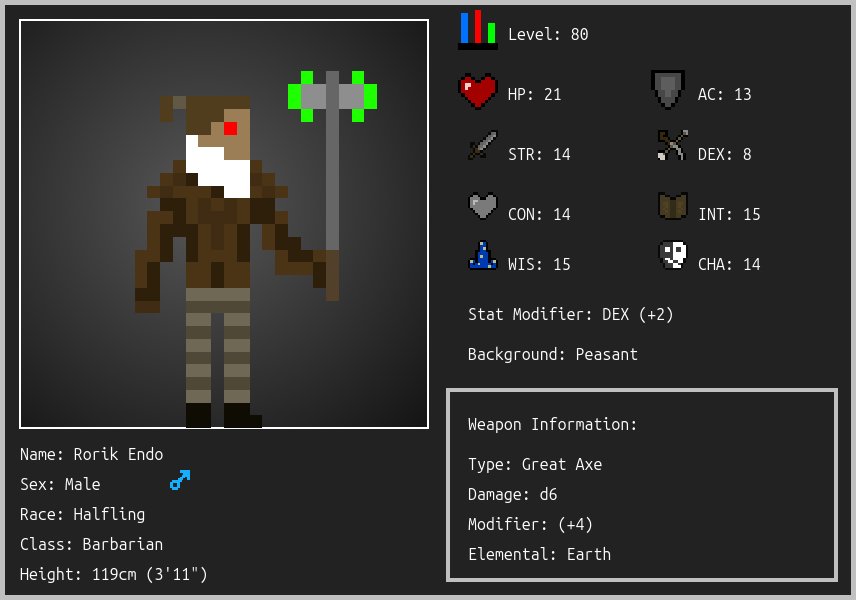 Level: 80
HP: 21
AC: 13
STR: 14
DEX: 8
CON: 14
INT: 15
WIS: 15
CHA: 14
Stat Modifier: DEX (+2)
Background: Peasant
Weapon Information:
Type: Great Axe
Damage: d6
Modifier: (+4)
Elemental: Earth
Name: Rorik Endo
Sex: Male
Race: Halfling
Class: Barbarian
Height: 119cm (3'11")